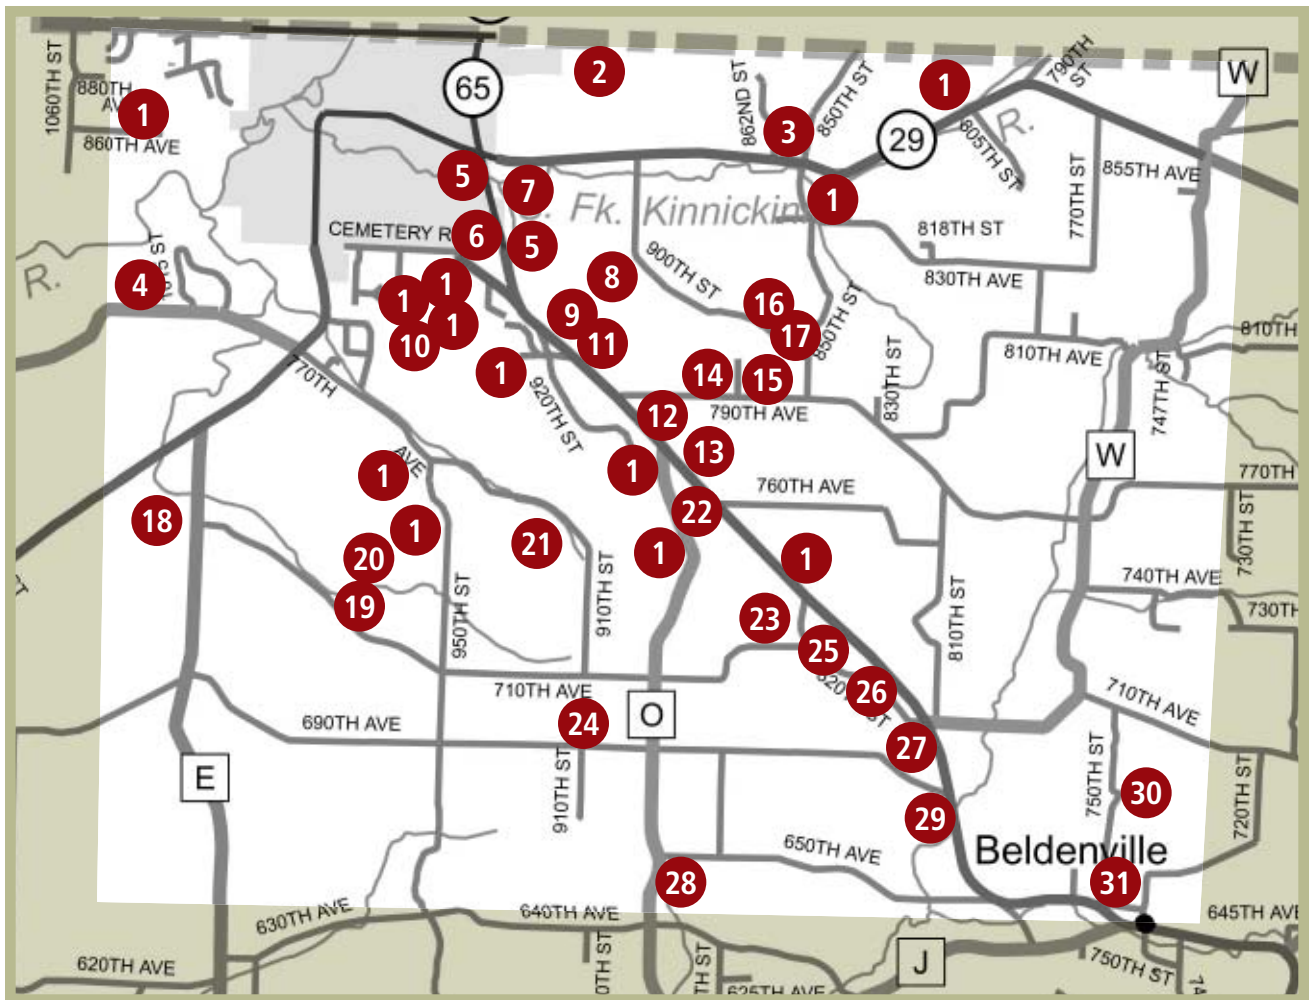 65
2
1060TH ST
880TH
AV
1
860TH AVE
862ND ST
3
850TH ST
1
790TH
ST
W
29
605TH ST
R.
770TH ST
855TH AVE
5
7
Fk. Kinnickin
1
CEMETERY R
6
5
818TH ST
830TH AVE
R.
4
ST
1
1
1
10
8
9
11
900TH ST
16
17
850TH ST
810TH
810TH AVE
747TH ST
770TH
AVE
1
920TH ST
14
15
790TH AVE
830TH ST
12
13
1
W
1
760TH AVE
770TH
22
18
1
20
19
21
1
1
730TH ST
740TH AVE
730TH
950TH ST
910TH ST
23
25
26
ST
810TH ST
710TH AVE
710TH AVE
O
24
690TH AVE
27
E
910TH ST
750TH ST
30
720TH ST
29
650TH AVE
Beldenville
28
31
630TH AVE
640TH AVE
645TH AVE
620TH AVE
J
750TH ST
625TH AVE